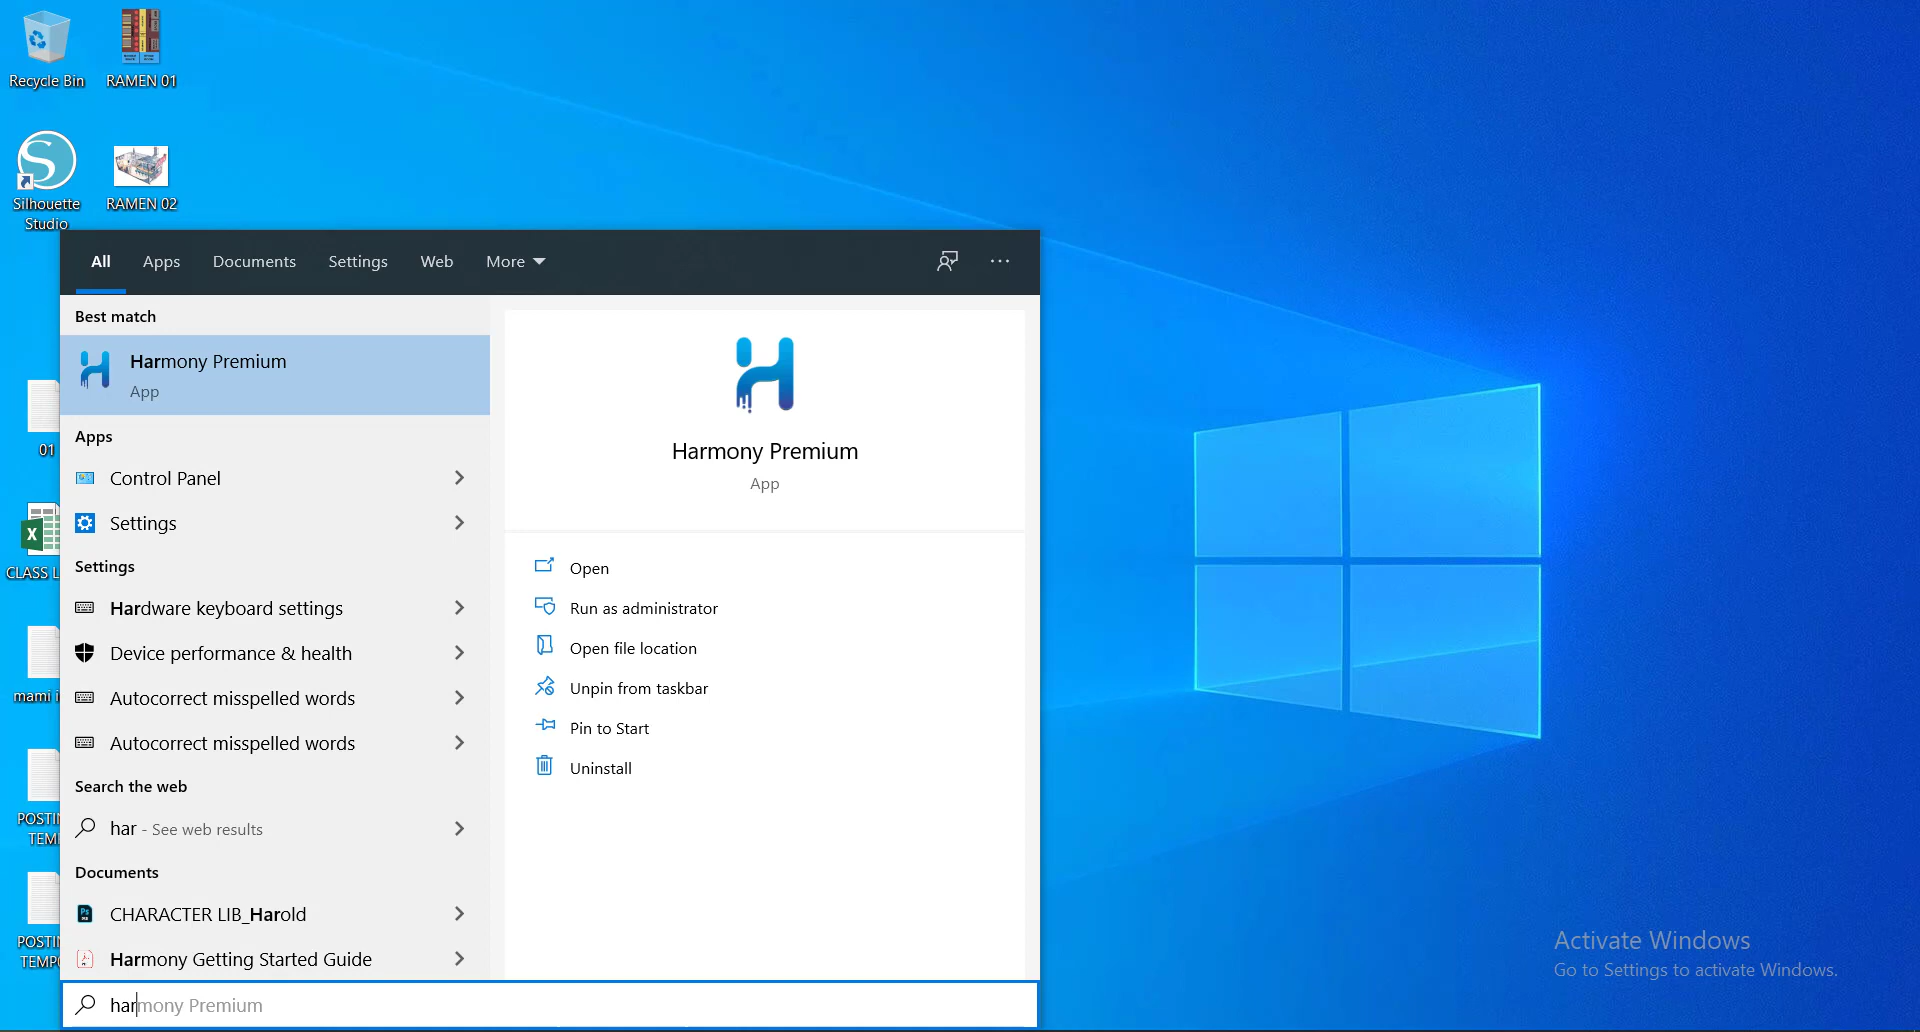 Recycle Bin
RAMEN 01
Silhouette
Studio
RAMEN 02
01
CLASS L
mami i
POSTIN
TEM
POSTIN
TEMP
All
Apps
Documents
Settings
Web
More
Best match
Harmony Premium
App
Apps
Control Panel
Settings
Settings
Hardware keyboard settings
Device performance & health
Autocorrect misspelled words
Autocorrect misspelled words
Search the web
har - See web results
Documents
CHARACTER LIB_Harold
Harmony Getting Started Guide
harmony Premium
Harmony Premium
App
Open
Run as administrator
Open file location
Unpin from taskbar
Pin to Start
Uninstall
Activate Windows
Go to Settings to activate Windows.